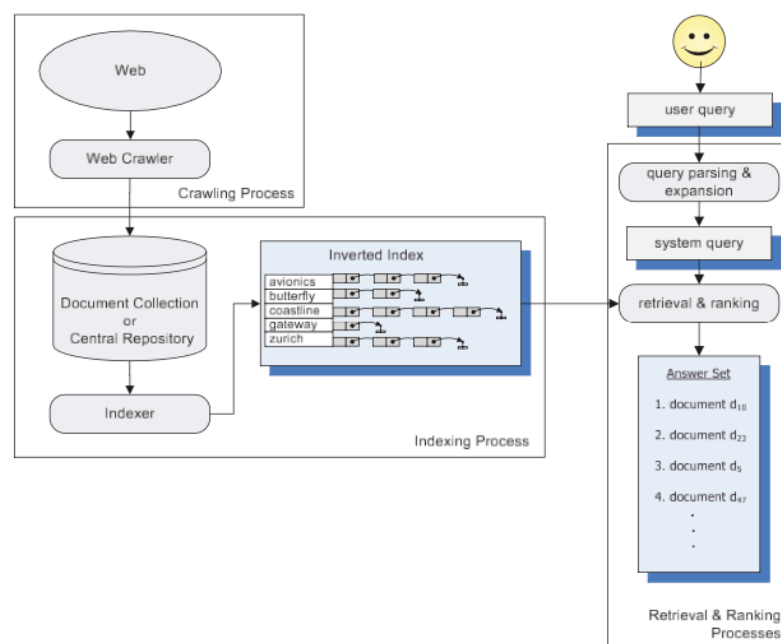 Web
Web Crawler
Crawling Process
Document Collection
or
Central Repository
Indexer
Inverted Index
avionics
butterfly
coastline
gateway
zurich
Indexing Process
user query
query parsing &
expansion
system query
retrieval & ranking
Answer Set
1. document d₁₀
2. document d₂₃
3. document d₅
4. document d₄₇
.
.
.
Retrieval & Ranking
Processes